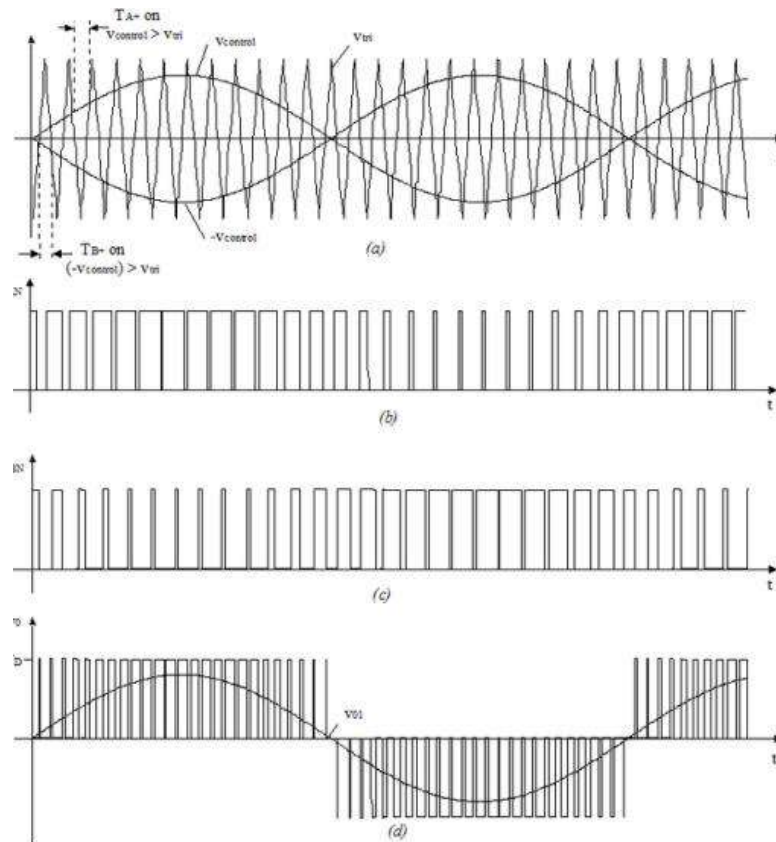 TA+ on
vcontrol > vtri
vcontrol
vtri
-vcontrol
(a)
TB+ on
(-vcontrol) > vtri
N
t
(b)
t
(c)
v01
t
(d)